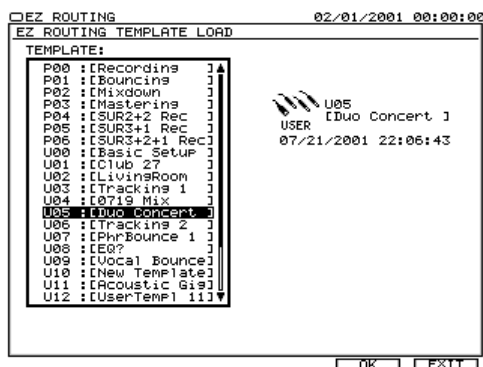 EZ ROUTING 02/01/2001 00:00:00
EZ ROUTING TEMPLATE LOAD
TEMPLATE:
P00 :[Recording ]
P01 :[Bouncing ]
P02 :[Mixdown ]
P03 :[Mastering ]
P04 :[SUR2+2 Rec ]
P05 :[SUR3+1 Rec ]
P06 :[SUR3+2+1 Rec]
U00 :[Basic Setup ]
U01 :[Club 27 ]
U02 :[LivingRoom ]
U03 :[Tracking 1 ]
U04 :[0719 Mix ]
U05 :[Duo Concert ]
U06 :[Tracking 2 ]
U07 :[PhrBounce 1 ]
U08 :[EQ? ]
U09 :[Vocal Bounce]
U10 :[New Template]
U11 :[Acoustic Gig]
U12 :[UserTempl 11]
U05
USER [Duo Concert ]
07/21/2001 22:06:43
OK EXIT